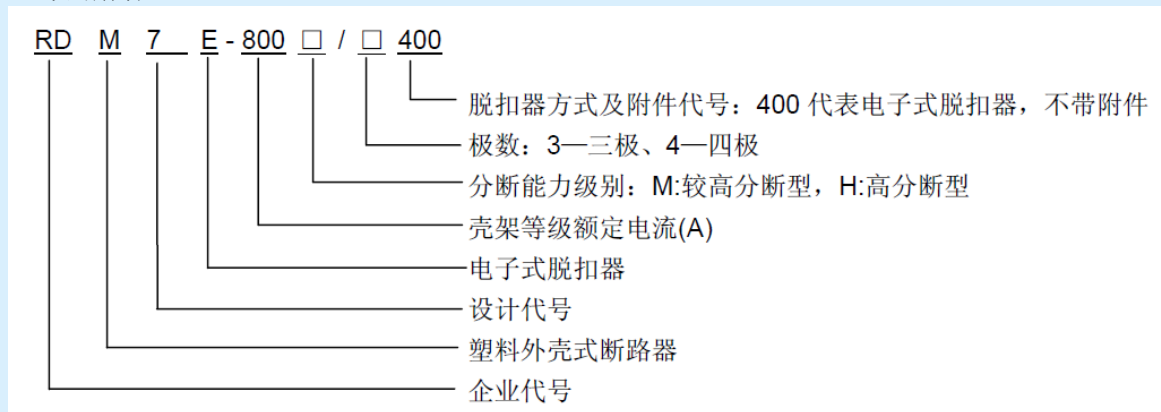 RD M 7 E - 800 □ / □ 400
脱扣器方式及附件代号：400 代表电子式脱扣器，不带附件
极数：3—三极、4—四极
分断能力级别：M:较高分断型，H:高分断型
壳架等级额定电流(A)
电子式脱扣器
设计代号
塑料外壳式断路器
企业代号